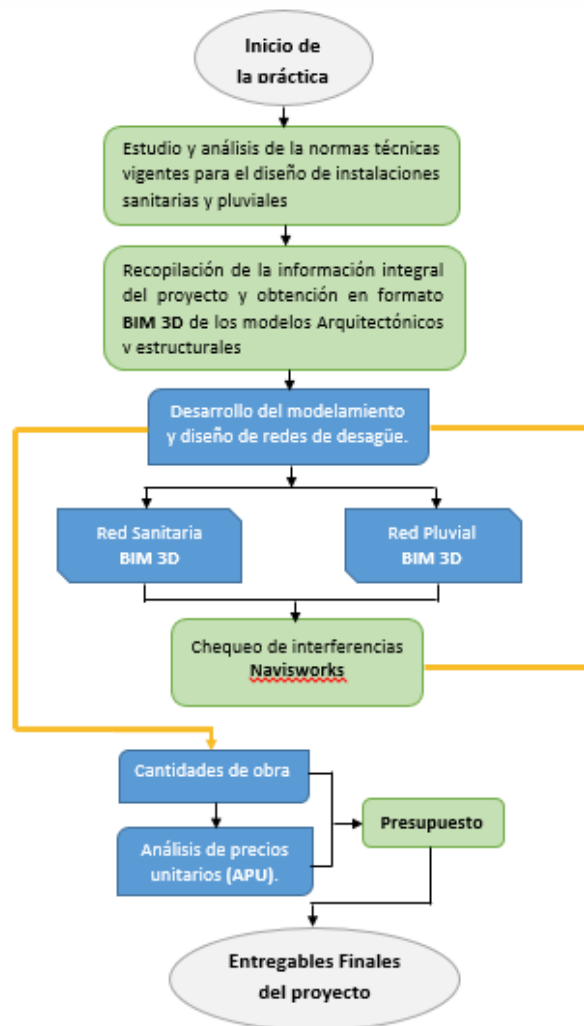 Inicio de
la práctica
Estudio y análisis de la normas técnicas
vigentes para el diseño de instalaciones
sanitarias y pluviales
Recopilación de la información integral
del proyecto y obtención en formato
BIM 3D de los modelos Arquitectónicos
y estructurales
Desarrollo del modelamiento
y diseño de redes de desagüe.
Red Sanitaria
BIM 3D
Red Pluvial
BIM 3D
Chequeo de interferencias
Navisworks
Cantidades de obra
Análisis de precios
unitarios (APU).
Presupuesto
Entregables Finales
del proyecto